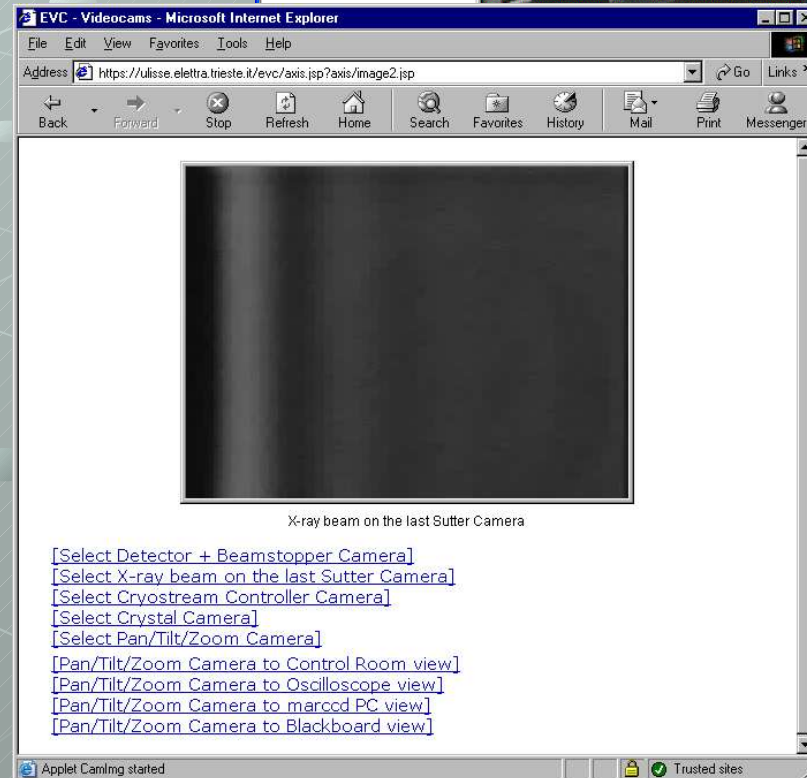 EVC - Videocams - Microsoft Internet Explorer
File Edit View Favorites Tools Help
Address https://ulisse.elettra.trieste.it/evc/axis.jsp?axis/image2.jsp Go Links
Back Forward Stop Refresh Home Search Favorites History Mail Print Messenger
X-ray beam on the last Sutter Camera
[Select Detector + Beamstopper Camera]
[Select X-ray beam on the last Sutter Camera]
[Select Cryostream Controller Camera]
[Select Crystal Camera]
[Select Pan/Tilt/Zoom Camera]
[Pan/Tilt/Zoom Camera to Control Room view]
[Pan/Tilt/Zoom Camera to Oscilloscope view]
[Pan/Tilt/Zoom Camera to marccd PC view]
[Pan/Tilt/Zoom Camera to Blackboard view]
Applet CamImg started Trusted sites